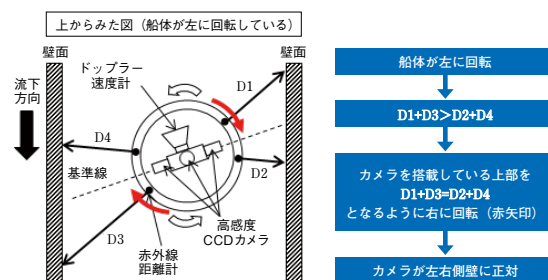 上からみた図（船体が左に回転している）
壁面
壁面
流下
方向
ドップラー
速度計
D1
D4
D2
基準線
D3
赤外線
距離計
高感度
CCDカメラ
船体が左に回転
D1+D3>D2+D4
カメラを搭載している上部を
D1+D3=D2+D4
となるように右に回転（赤矢印）
カメラが左右側壁に正対